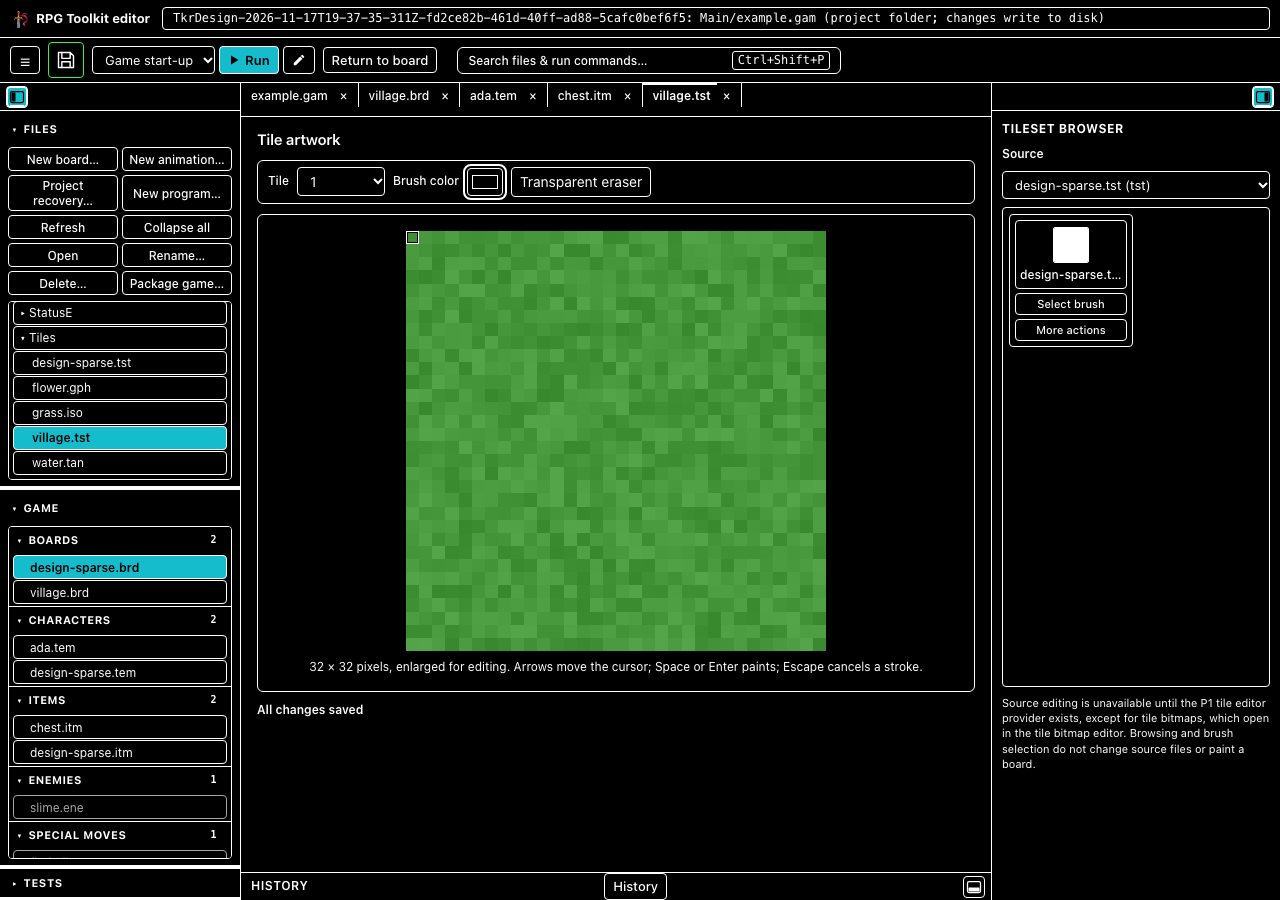 RPG Toolkit editor
TkrDesign-2026-11-17T19-37-35-311Z-fd2ce82b-461d-40ff-ad88-5cafc0bef6f5: Main/example.gam (project folder; changes write to disk)
Game start-up
Run
Return to board
Search files & run commands...
Ctrl+Shift+P
example.gam ×
village.brd ×
ada.tem ×
chest.itm ×
village.tst ×
FILES
New board...
New animation...
Project recovery...
New program...
Refresh
Collapse all
Open
Rename...
Delete...
Package game...
StatusE
Tiles
design-sparse.tst
flower.gph
grass.iso
village.tst
water.tan
GAME
BOARDS 2
design-sparse.brd
village.brd
CHARACTERS 2
ada.tem
design-sparse.tem
ITEMS 2
chest.itm
design-sparse.itm
ENEMIES 1
slime.ene
SPECIAL MOVES 1
TESTS
Tile artwork
Tile
1
Brush color
Transparent eraser
32 × 32 pixels, enlarged for editing. Arrows move the cursor; Space or Enter paints; Escape cancels a stroke.
All changes saved
HISTORY
History
TILESET BROWSER
Source
design-sparse.tst (tst)
design-sparse.t...
Select brush
More actions
Source editing is unavailable until the P1 tile editor
provider exists, except for tile bitmaps, which open
in the tile bitmap editor. Browsing and brush
selection do not change source files or paint a
board.